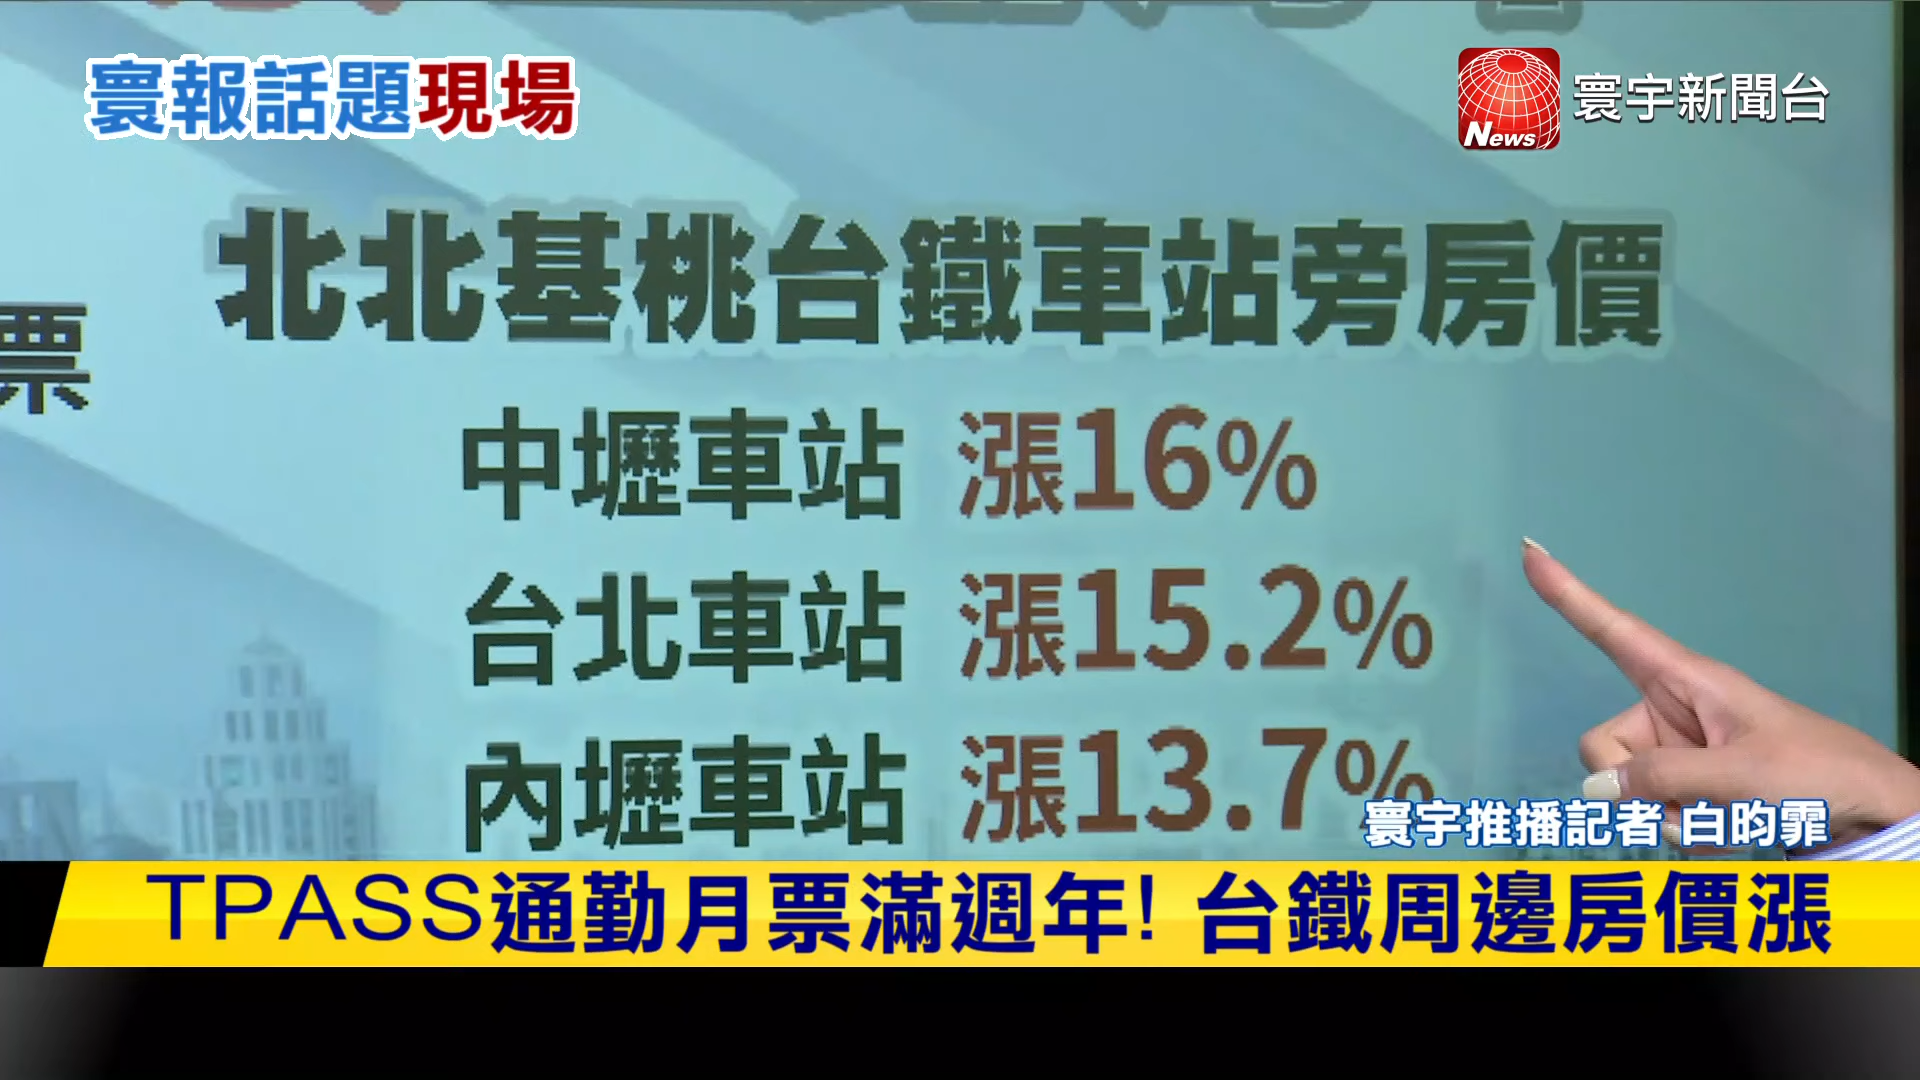 寰報話題現場
News
寰宇新聞台
北北基桃台鐵車站旁房價
票
中壢車站 漲16%
台北車站 漲15.2%
內壢車站 漲13.7%
寰宇推播記者 白昀霏
TPASS通勤月票滿週年! 台鐵周邊房價漲